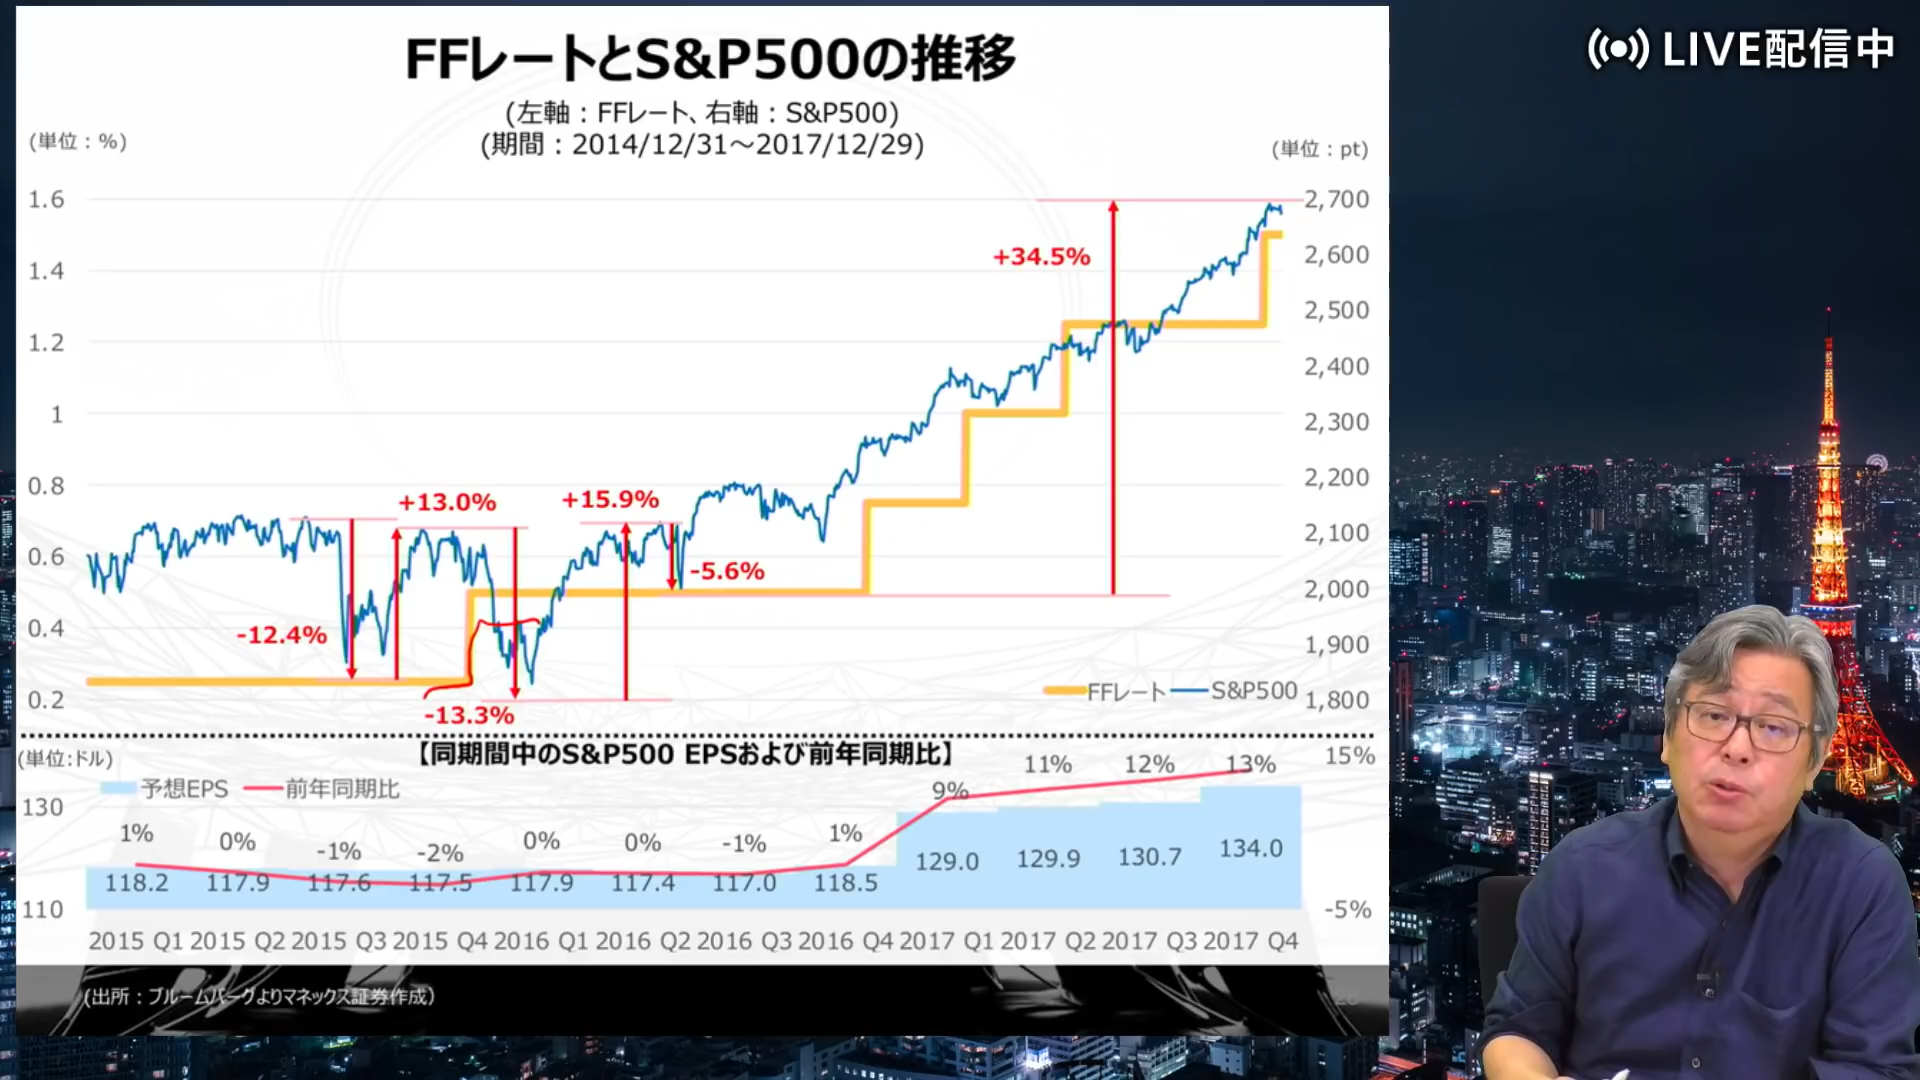 FFレートとS&P500の推移
(左軸：FFレート、右軸：S&P500)
(期間：2014/12/31～2017/12/29)
((●)) LIVE配信中
(単位：%)
(単位：pt)
1.6
1.4
1.2
1
0.8
0.6
0.4
0.2
2,700
2,600
2,500
2,400
2,300
2,200
2,100
2,000
1,900
1,800
-12.4%
+13.0%
-13.3%
+15.9%
-5.6%
+34.5%
FFレート S&P500
【同期間中のS&P500 EPSおよび前年同期比】
(単位:ドル)
予想EPS 前年同期比
130
110
15%
-5%
1% 0% -1% -2% 0% 0% -1% 1% 9% 11% 12% 13%
118.2 117.9 117.6 117.5 117.9 117.4 117.0 118.5 129.0 129.9 130.7 134.0
2015 Q1 2015 Q2 2015 Q3 2015 Q4 2016 Q1 2016 Q2 2016 Q3 2016 Q4 2017 Q1 2017 Q2 2017 Q3 2017 Q4
(出所：ブルームバーグよりマネックス証券作成)